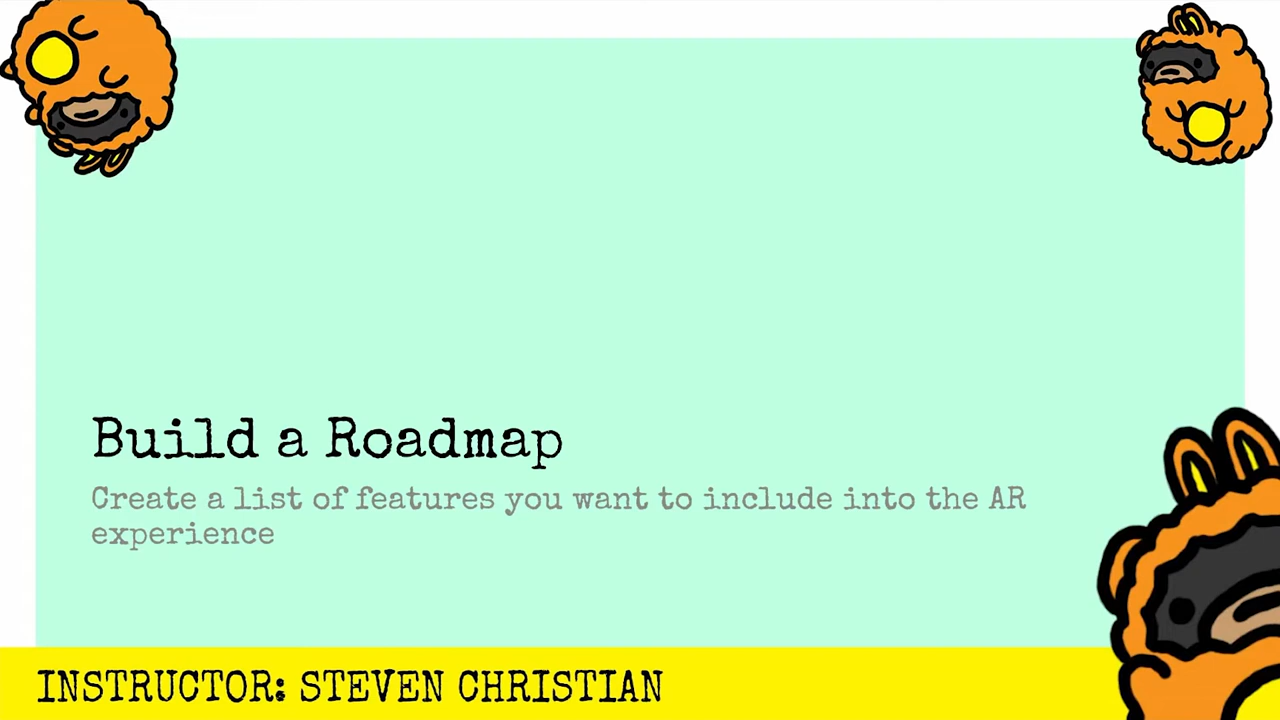 Build a Roadmap
Create a list of features you want to include into the AR
experience
INSTRUCTOR: STEVEN CHRISTIAN